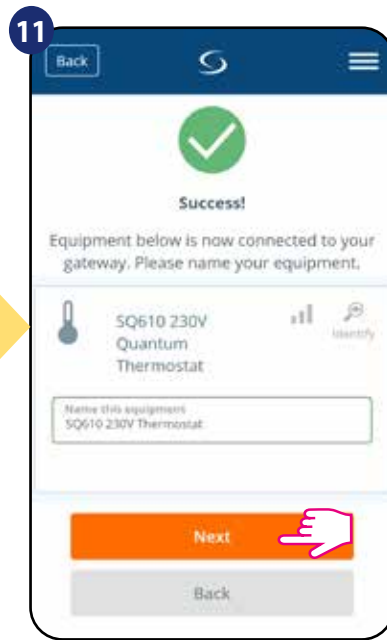 11
Back
Success!
Equipment below is now connected to your
gateway. Please name your equipment.
SQ610 230V
Quantum
Thermostat
Identify
Name this equipment
SQ610 230V Thermostat
Next
Back